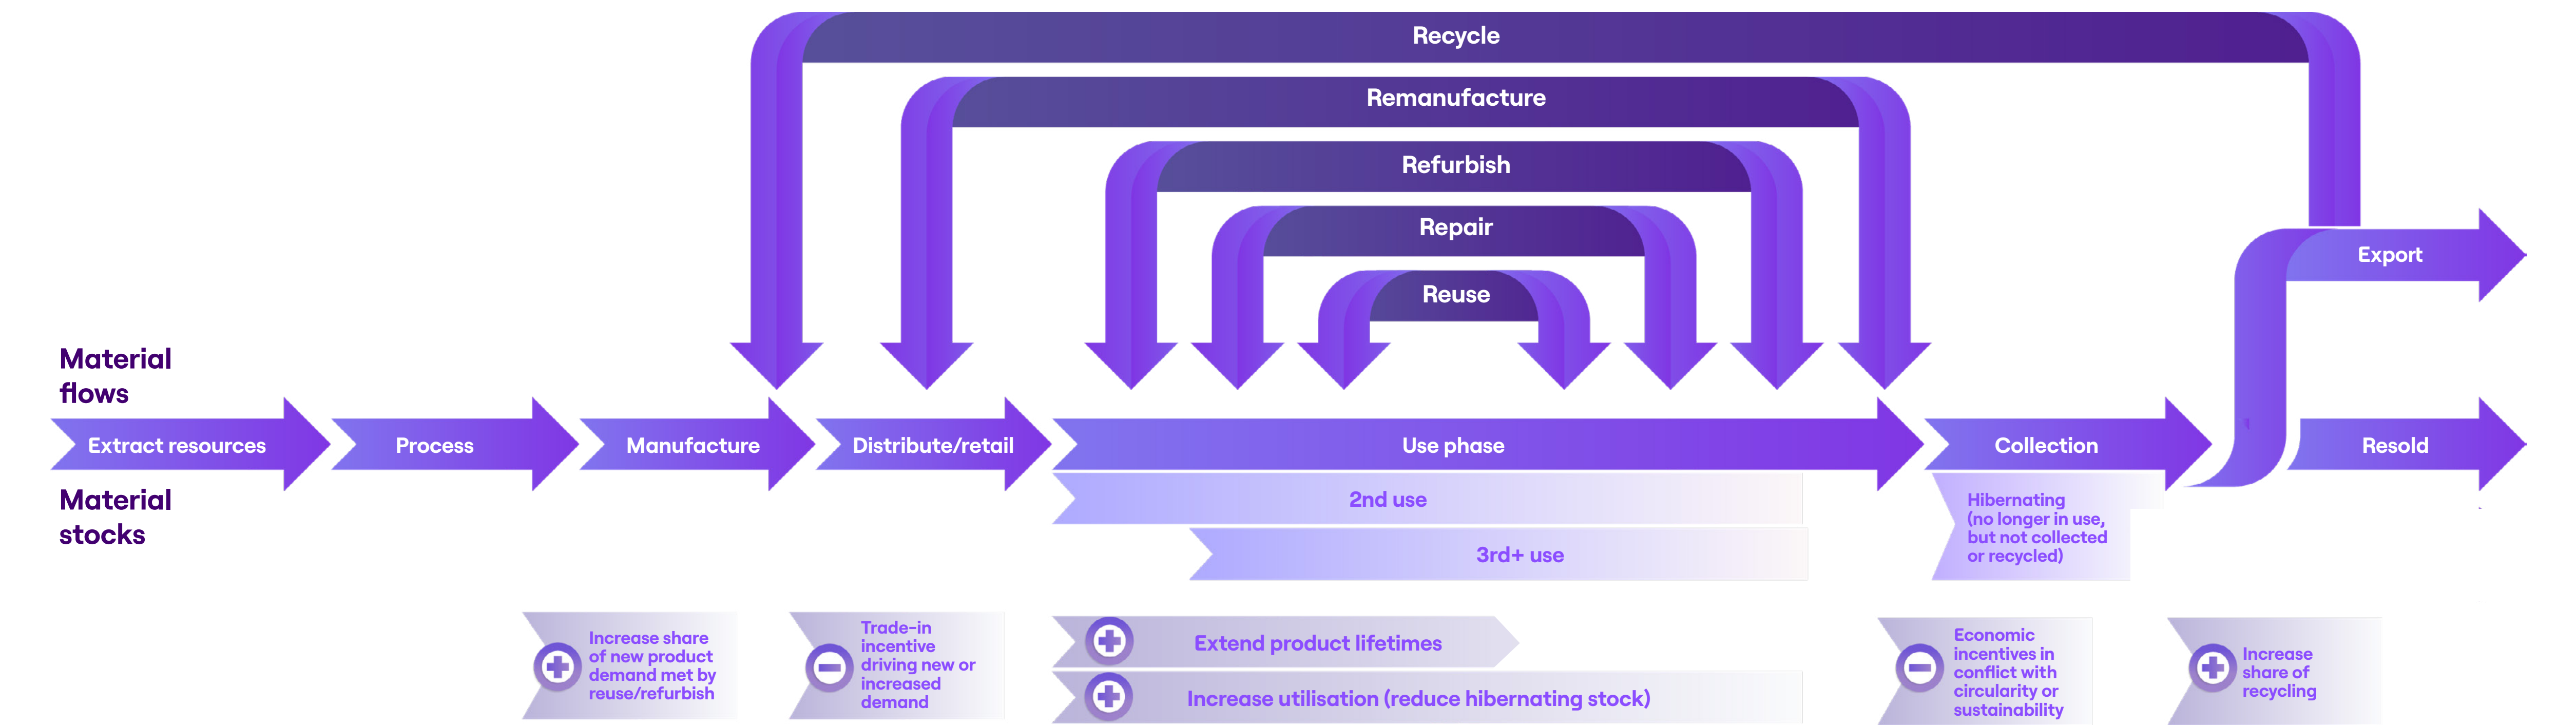 Recycle
Remanufacture
Refurbish
Repair
Reuse
Export
Material
flows
Extract resources
Process
Manufacture
Distribute/retail
Use phase
Collection
Resold
Material
stocks
2nd use
3rd+ use
Hibernating
(no longer in use,
but not collected
or recycled)
Increase share
of new product
demand met by
reuse/refurbish
Trade-in
incentive
driving new or
increased
demand
Extend product lifetimes
Increase utilisation (reduce hibernating stock)
Economic
incentives in
conflict with
circularity or
sustainability
Increase
share of
recycling